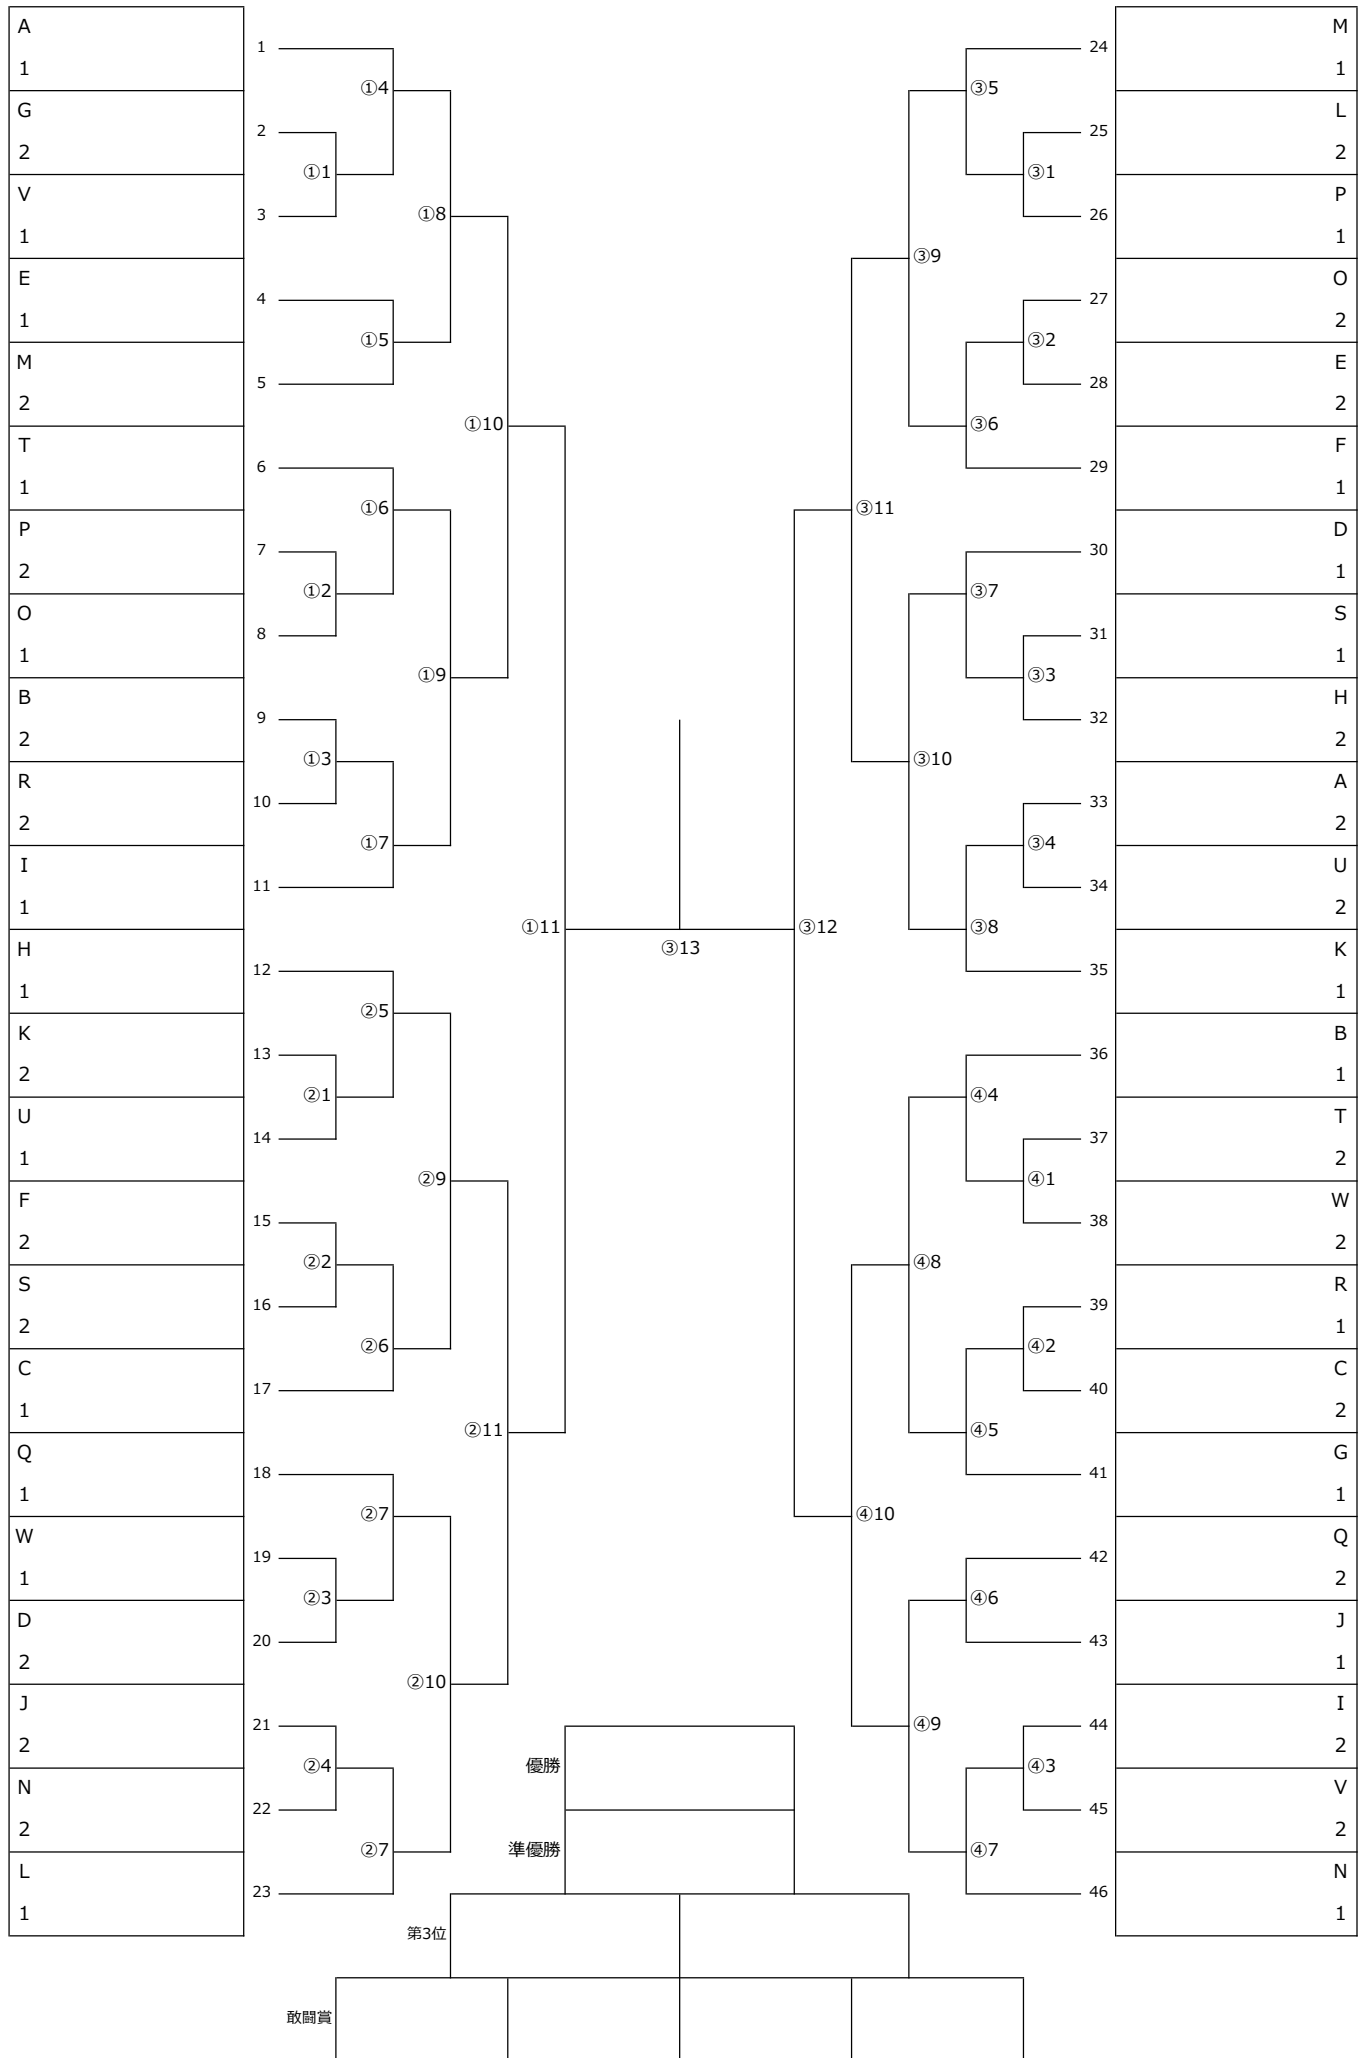 A
1
1
①4
G
2
2
①1
V
3
1
①8
E
4
1
①5
M
5
2
①10
T
6
1
①6
P
7
2
①2
O
8
1
①9
B
9
2
①3
R
10
2
①7
I
11
1
①11
H
12
1
②5
K
13
2
②1
U
14
1
②9
F
15
2
②2
S
16
2
②6
C
17
1
②11
Q
18
1
②7
W
19
1
②3
D
20
2
②10
J
21
2
②4
N
22
2
②7
L
23
1
③13
M
24
1
③5
L
25
2
③1
P
26
1
③9
O
27
2
③2
E
28
2
③6
F
29
1
③11
D
30
1
③7
S
31
1
③3
H
32
2
③10
A
33
2
③4
U
34
2
③8
③12
K
35
1
B
36
1
④4
T
37
2
④1
W
38
2
④8
R
39
1
④2
C
40
2
④5
G
41
1
④10
Q
42
2
④6
J
43
1
④9
I
44
2
④3
V
45
2
④7
N
46
1
優勝
準優勝
第3位
敢闘賞